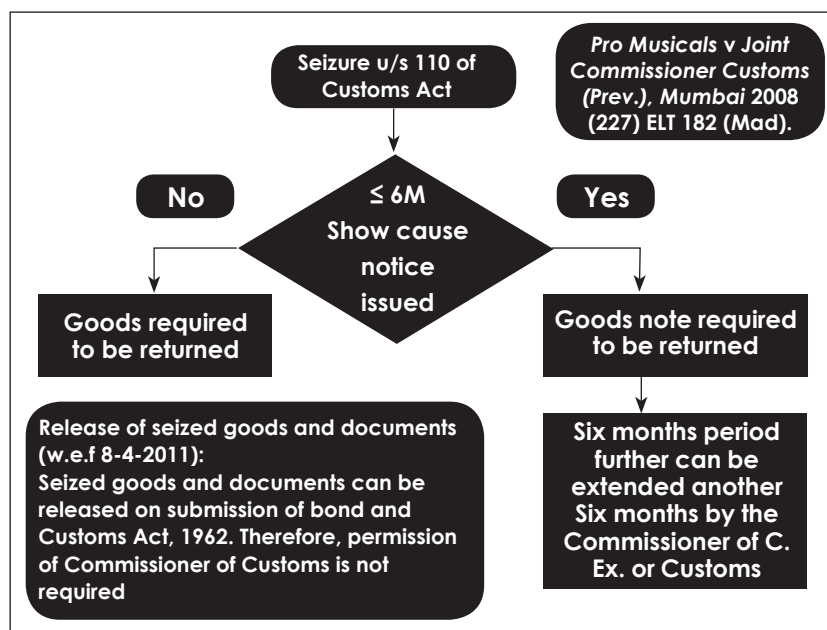 Seizure u/s 110 of
Customs Act
Pro Musicals v Joint
Commissioner Customs
(Prev.), Mumbai 2008
(227) ELT 182 (Mad).
No
≤ 6M
Show cause
notice
issued
Yes
Goods required
to be returned
Goods note required
to be returned
Release of seized goods and documents
(w.e.f 8-4-2011):
Seized goods and documents can be
released on submission of bond and
Customs Act, 1962. Therefore, permission
of Commissioner of Customs is not
required
Six months period
further can be
extended another
Six months by the
Commissioner of C.
Ex. or Customs